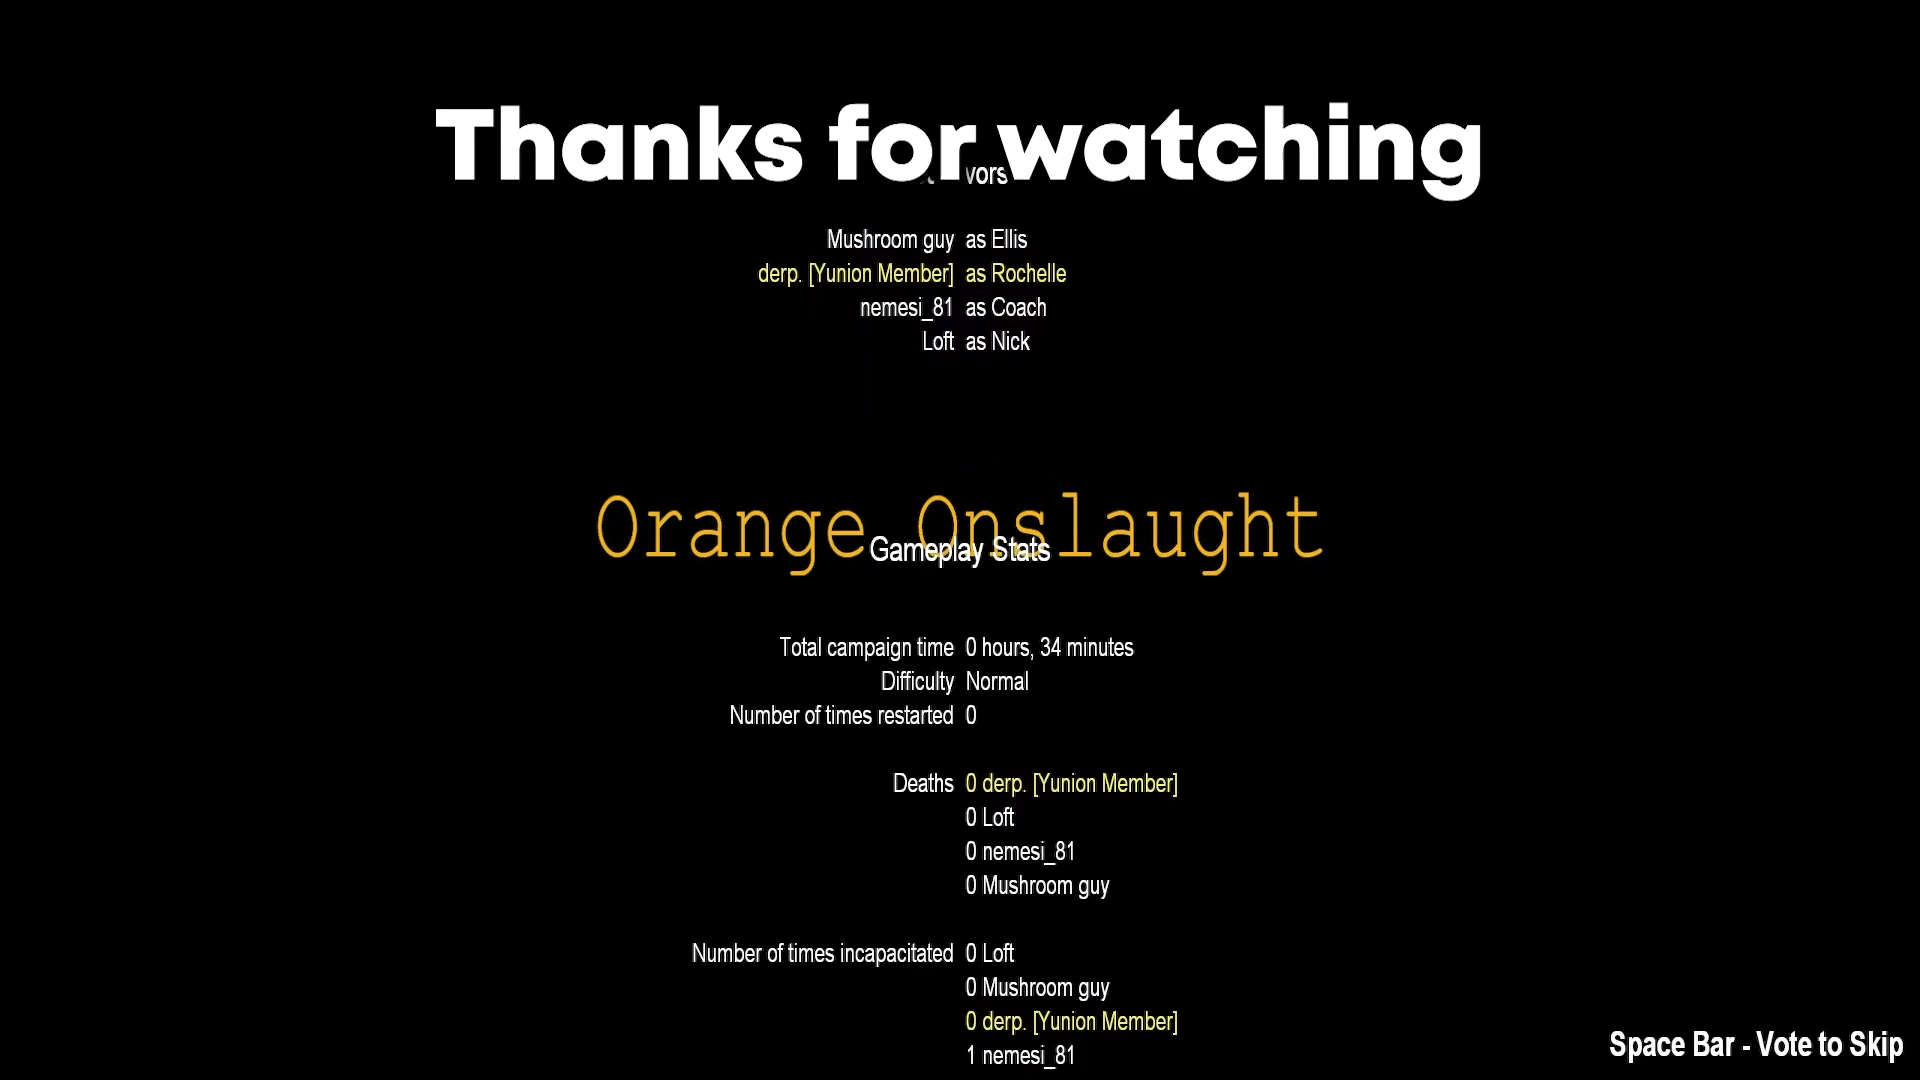 Thanks for watching
Mushroom guy as Ellis
derp. [Yunion Member] as Rochelle
nemesi_81 as Coach
Loft as Nick
Orange Onslaught
Gameplay Stats
Total campaign time 0 hours, 34 minutes
Difficulty Normal
Number of times restarted 0
Deaths 0 derp. [Yunion Member]
0 Loft
0 nemesi_81
0 Mushroom guy
Number of times incapacitated 0 Loft
0 Mushroom guy
0 derp. [Yunion Member]
1 nemesi_81
Space Bar - Vote to Skip